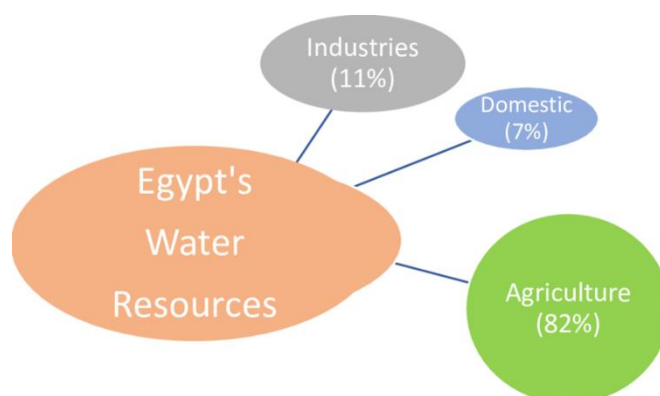 Industries
(11%)
Domestic
(7%)
Egypt's
Water
Resources
Agriculture
(82%)